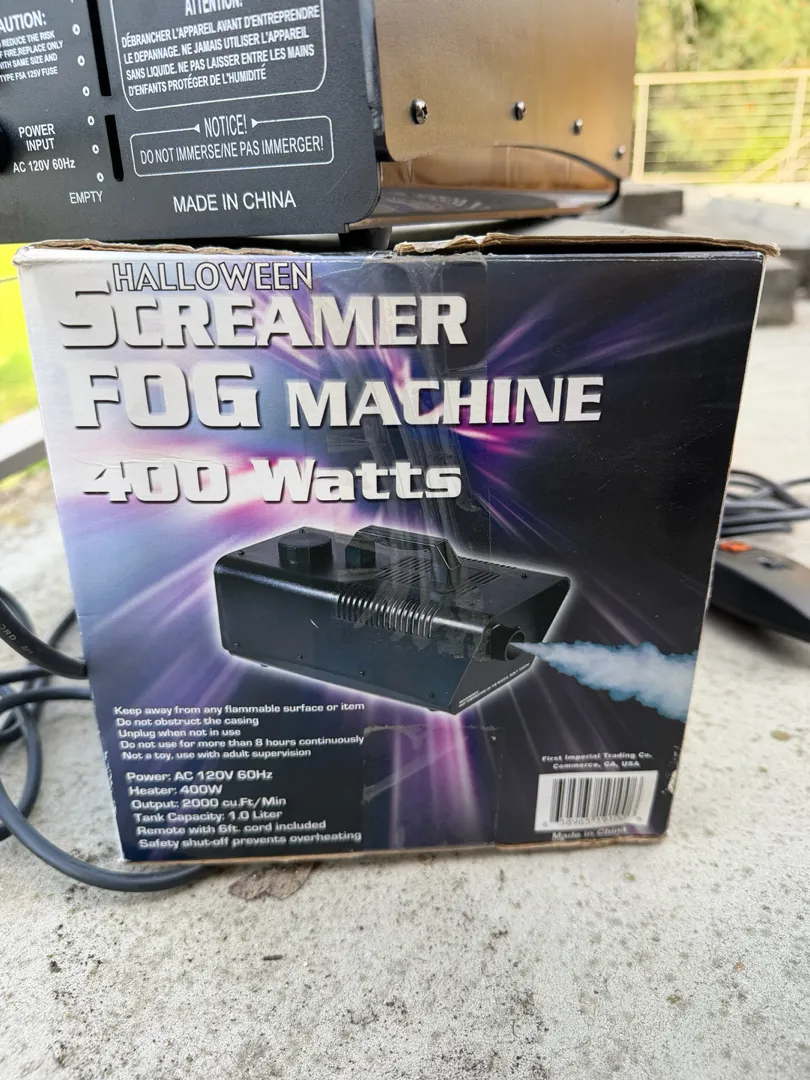 AUTION:
REDUCE THE RISK
F FIRE,REPLACE ONLY
WITH SAME SIZE AND
TYPE F5A 125V FUSE
POWER
INPUT
AC 120V 60Hz
EMPTY
ATTENTION:
DÉBRANCHER L'APPAREIL AVANT D'ENTREPRENDRE
LE DEPANNAGE. NE JAMAIS UTILISER L'APPAREIL
SANS LIQUIDE. NE PAS LAISSER ENTRE LES MAINS
D'ENFANTS PROTÉGER DE L'HUMIDITÉ
NOTICE!
DO NOT IMMERSE/NE PAS IMMERGER!
MADE IN CHINA
HALLOWEEN
SCREAMER
FOG MACHINE
400 Watts
Keep away from any flammable surface or item
Do not obstruct the casing
Unplug when not in use
Do not use for more than 8 hours continuously
Not a toy, use with adult supervision
Power: AC 120V 60Hz
Heater: 400W
Output: 2000 cu.Ft/Min
Tank Capacity: 1.0 Liter
Remote with 6ft. cord included
Safety shut-off prevents overheating
First Imperial Trading Co.
Commerce, CA, USA
Made in China